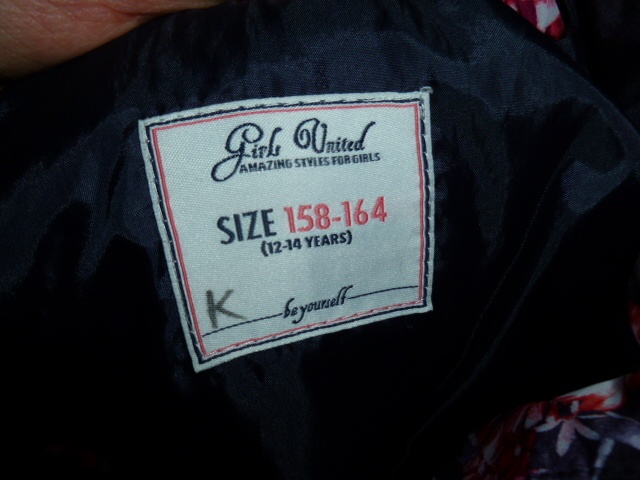 Girls United
AMAZING STYLES FOR GIRLS
SIZE 158-164
(12-14 YEARS)
K
be yourself